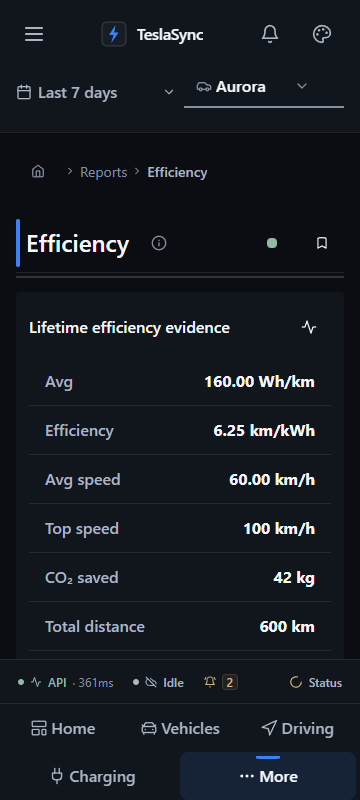 TeslaSync
Last 7 days
Aurora
Reports
Efficiency
Efficiency
Lifetime efficiency evidence
Avg 160.00 Wh/km
Efficiency 6.25 km/kWh
Avg speed 60.00 km/h
Top speed 100 km/h
CO₂ saved 42 kg
Total distance 600 km
API · 361ms Idle 2 Status
Home Vehicles Driving
Charging More